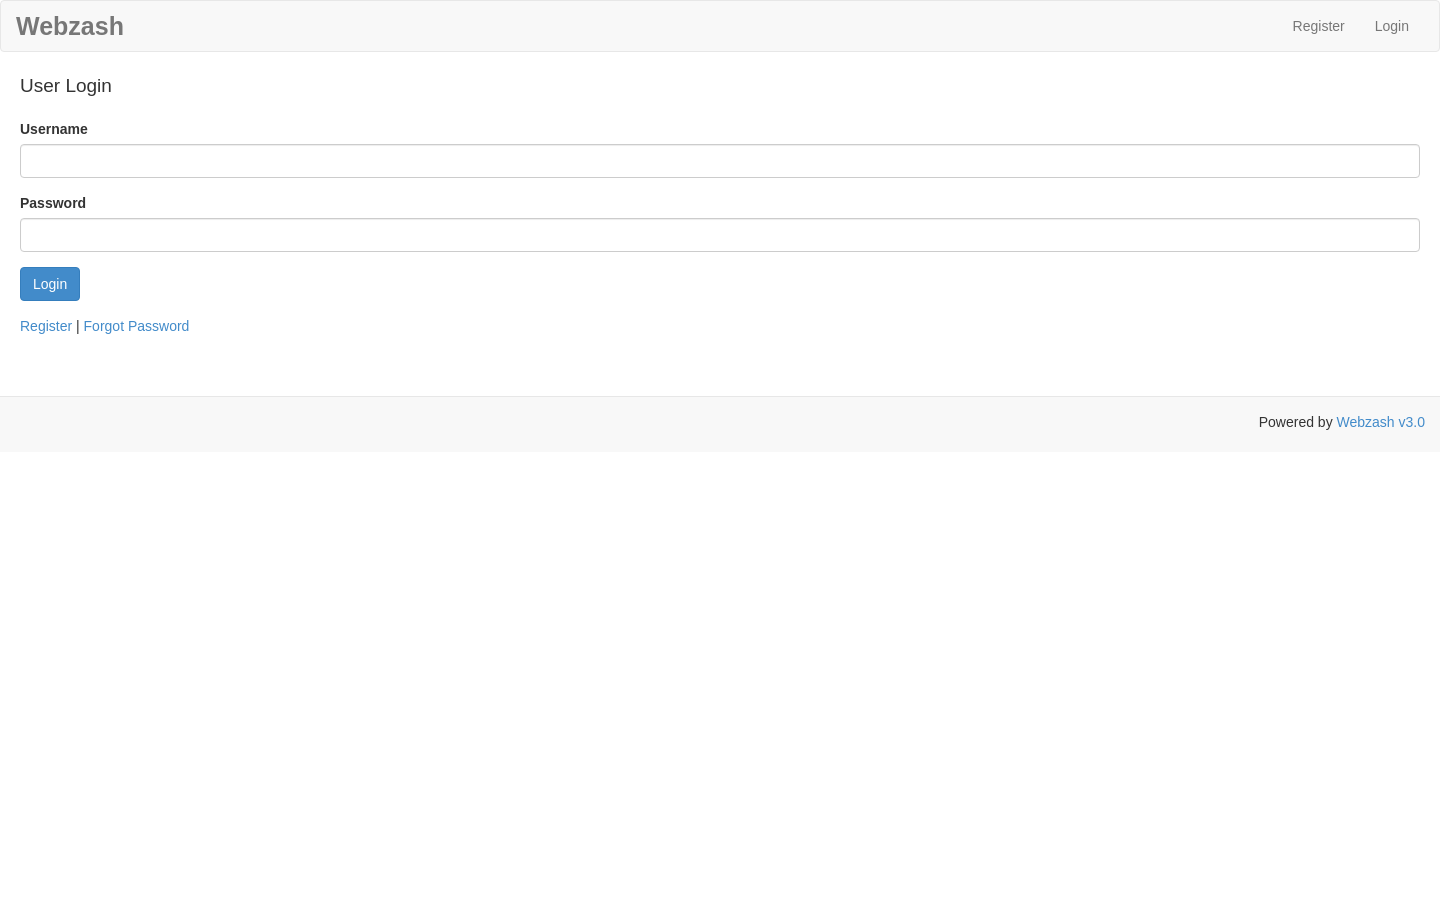 Webzash
Register
Login
User Login
Username
Password
Login
Register | Forgot Password
Powered by Webzash v3.0